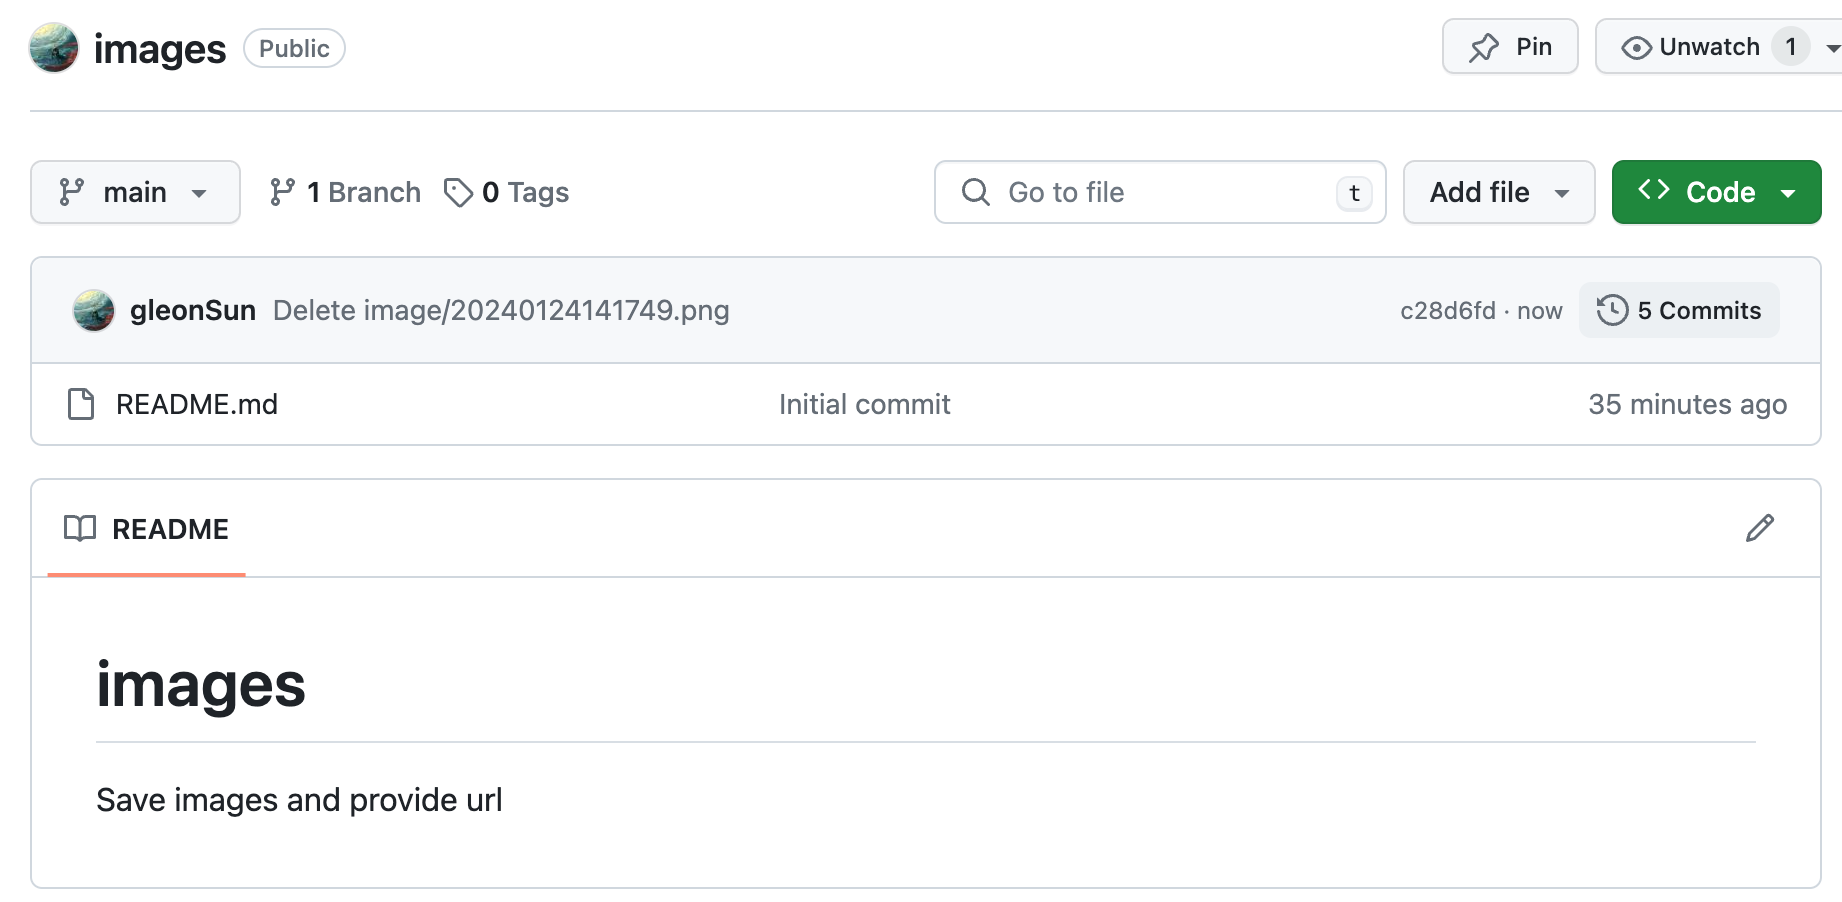 images Public Pin Unwatch 1
main 1 Branch 0 Tags Go to file t Add file Code
gleonSun Delete image/20240124141749.png c28d6fd · now 5 Commits
README.md Initial commit 35 minutes ago
README
images
Save images and provide url